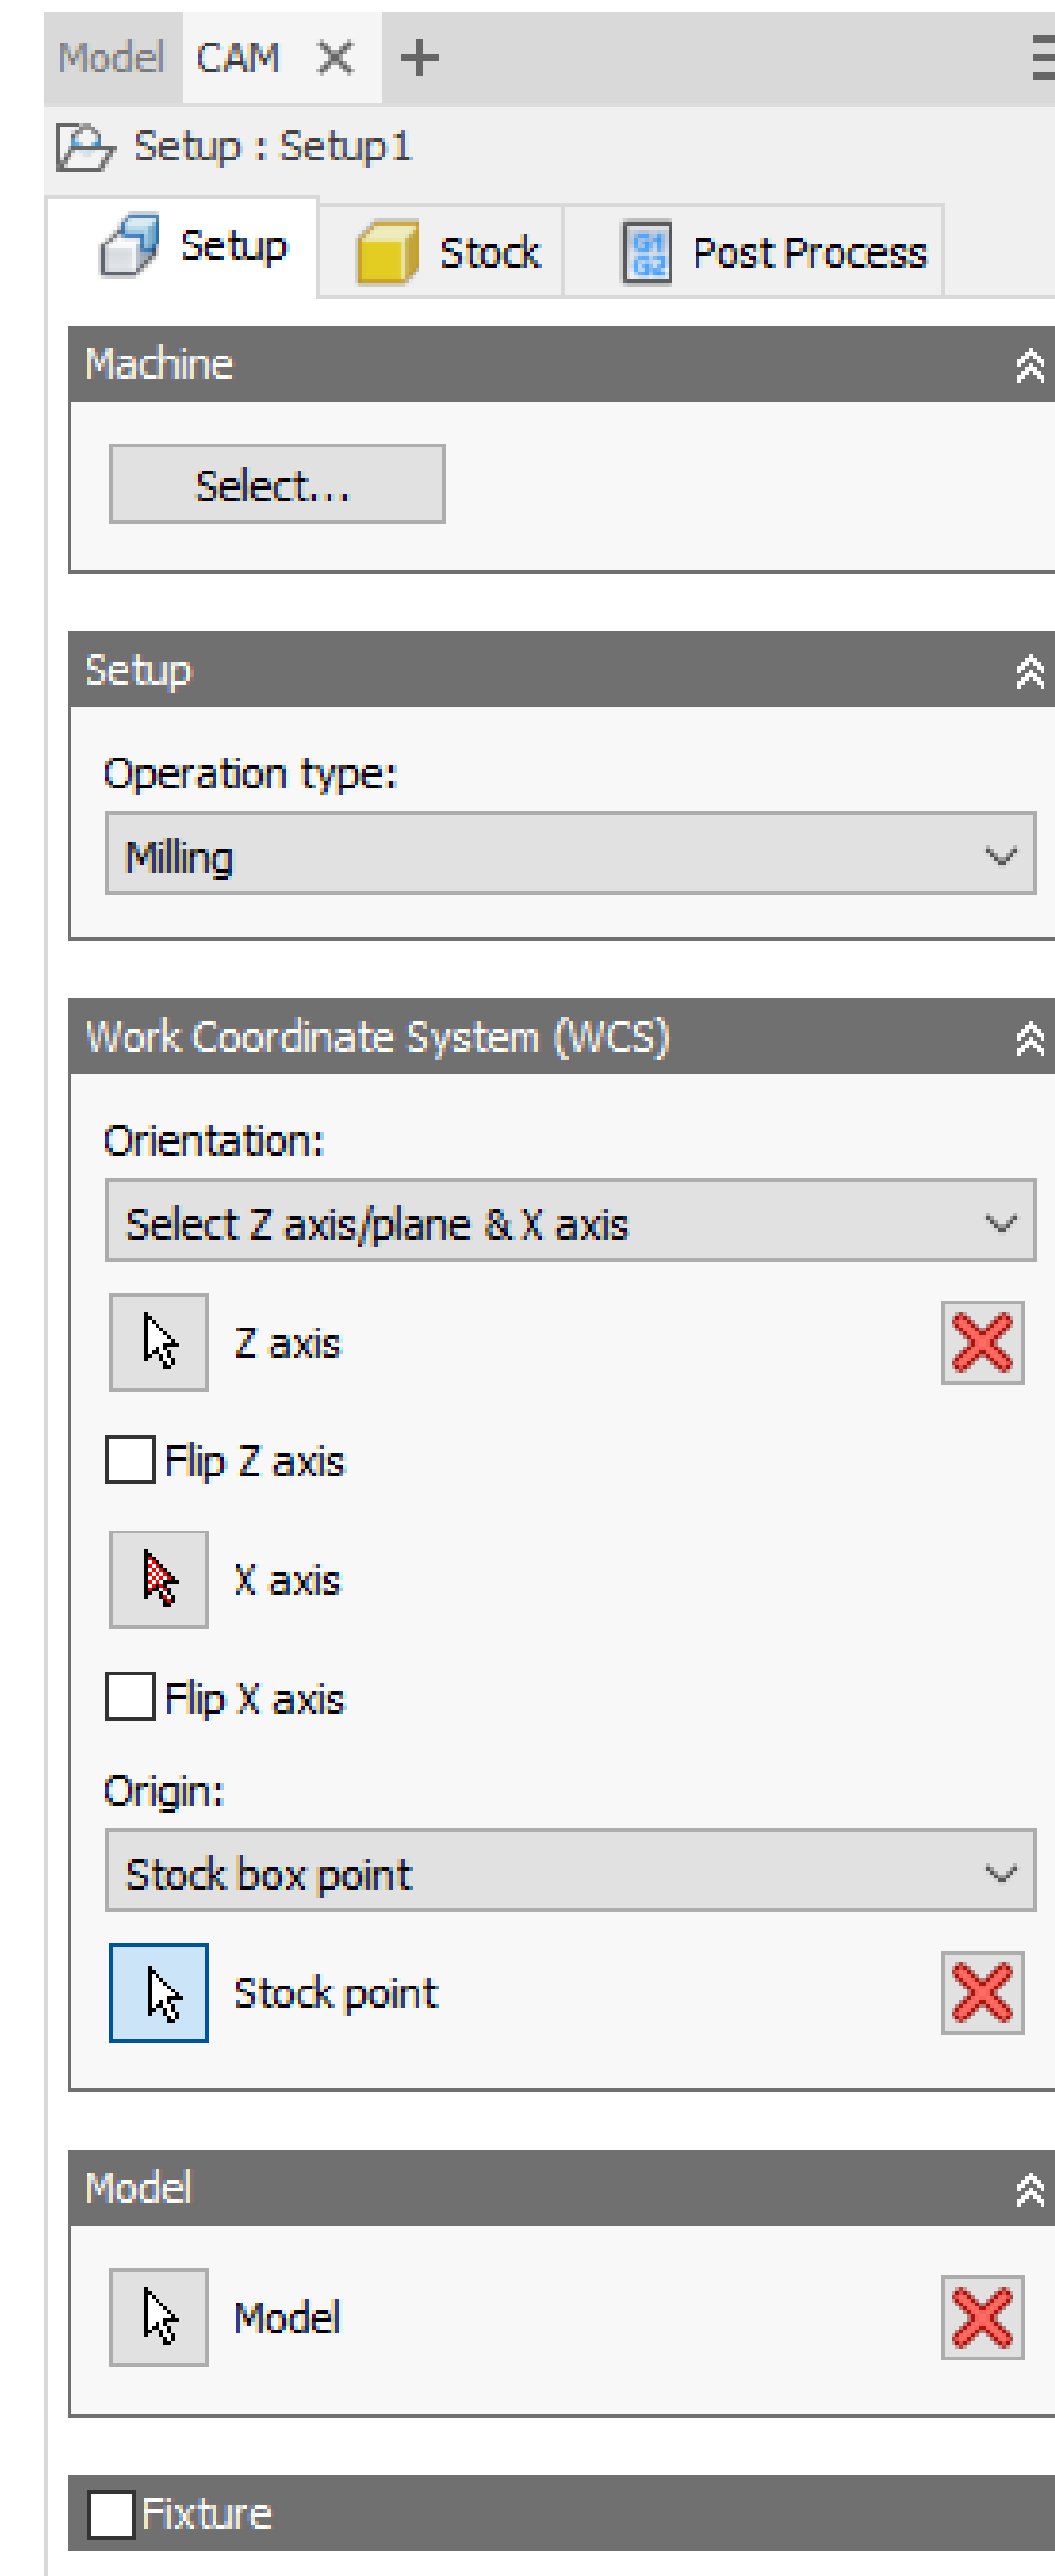 Model CAM
Setup : Setup1
Setup Stock G1 G2 Post Process
Machine
Select...
Setup
Operation type:
Milling
Work Coordinate System (WCS)
Orientation:
Select Z axis/plane & X axis
Z axis
Flip Z axis
X axis
Flip X axis
Origin:
Stock box point
Stock point
Model
Model
Fixture